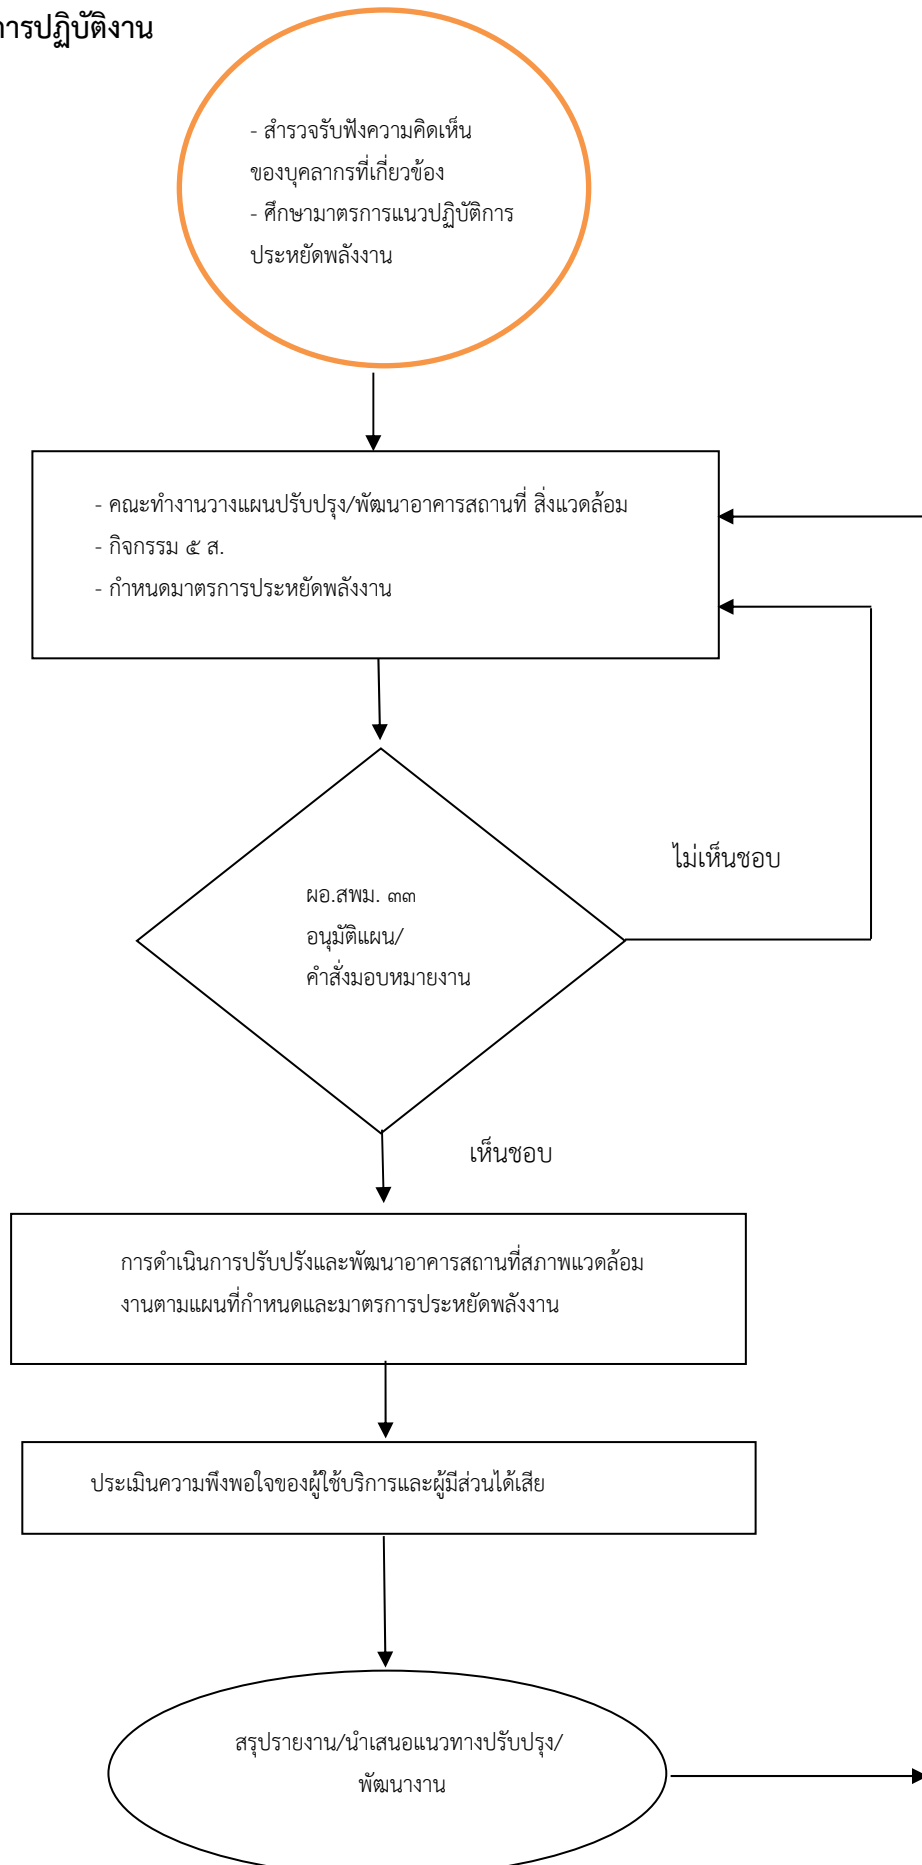 การปฏิบัติงาน
- สำรวจรับฟังความคิดเห็น
ของบุคลากรที่เกี่ยวข้อง
- ศึกษามาตรการแนวปฏิบัติการ
ประหยัดพลังงาน
- คณะทำงานวางแผนปรับปรุง/พัฒนาอาคารสถานที่ สิ่งแวดล้อม
- กิจกรรม ๕ ส.
- กำหนดมาตรการประหยัดพลังงาน
ไม่เห็นชอบ
ผอ.สพม. ๓๓
อนุมัติแผน/
คำสั่งมอบหมายงาน
เห็นชอบ
การดำเนินการปรับปรังและพัฒนาอาคารสถานที่สภาพแวดล้อม
งานตามแผนที่กำหนดและมาตรการประหยัดพลังงาน
ประเมินความพึงพอใจของผู้ใช้บริการและผู้มีส่วนได้เสีย
สรุปรายงาน/นำเสนอแนวทางปรับปรุง/
พัฒนางาน